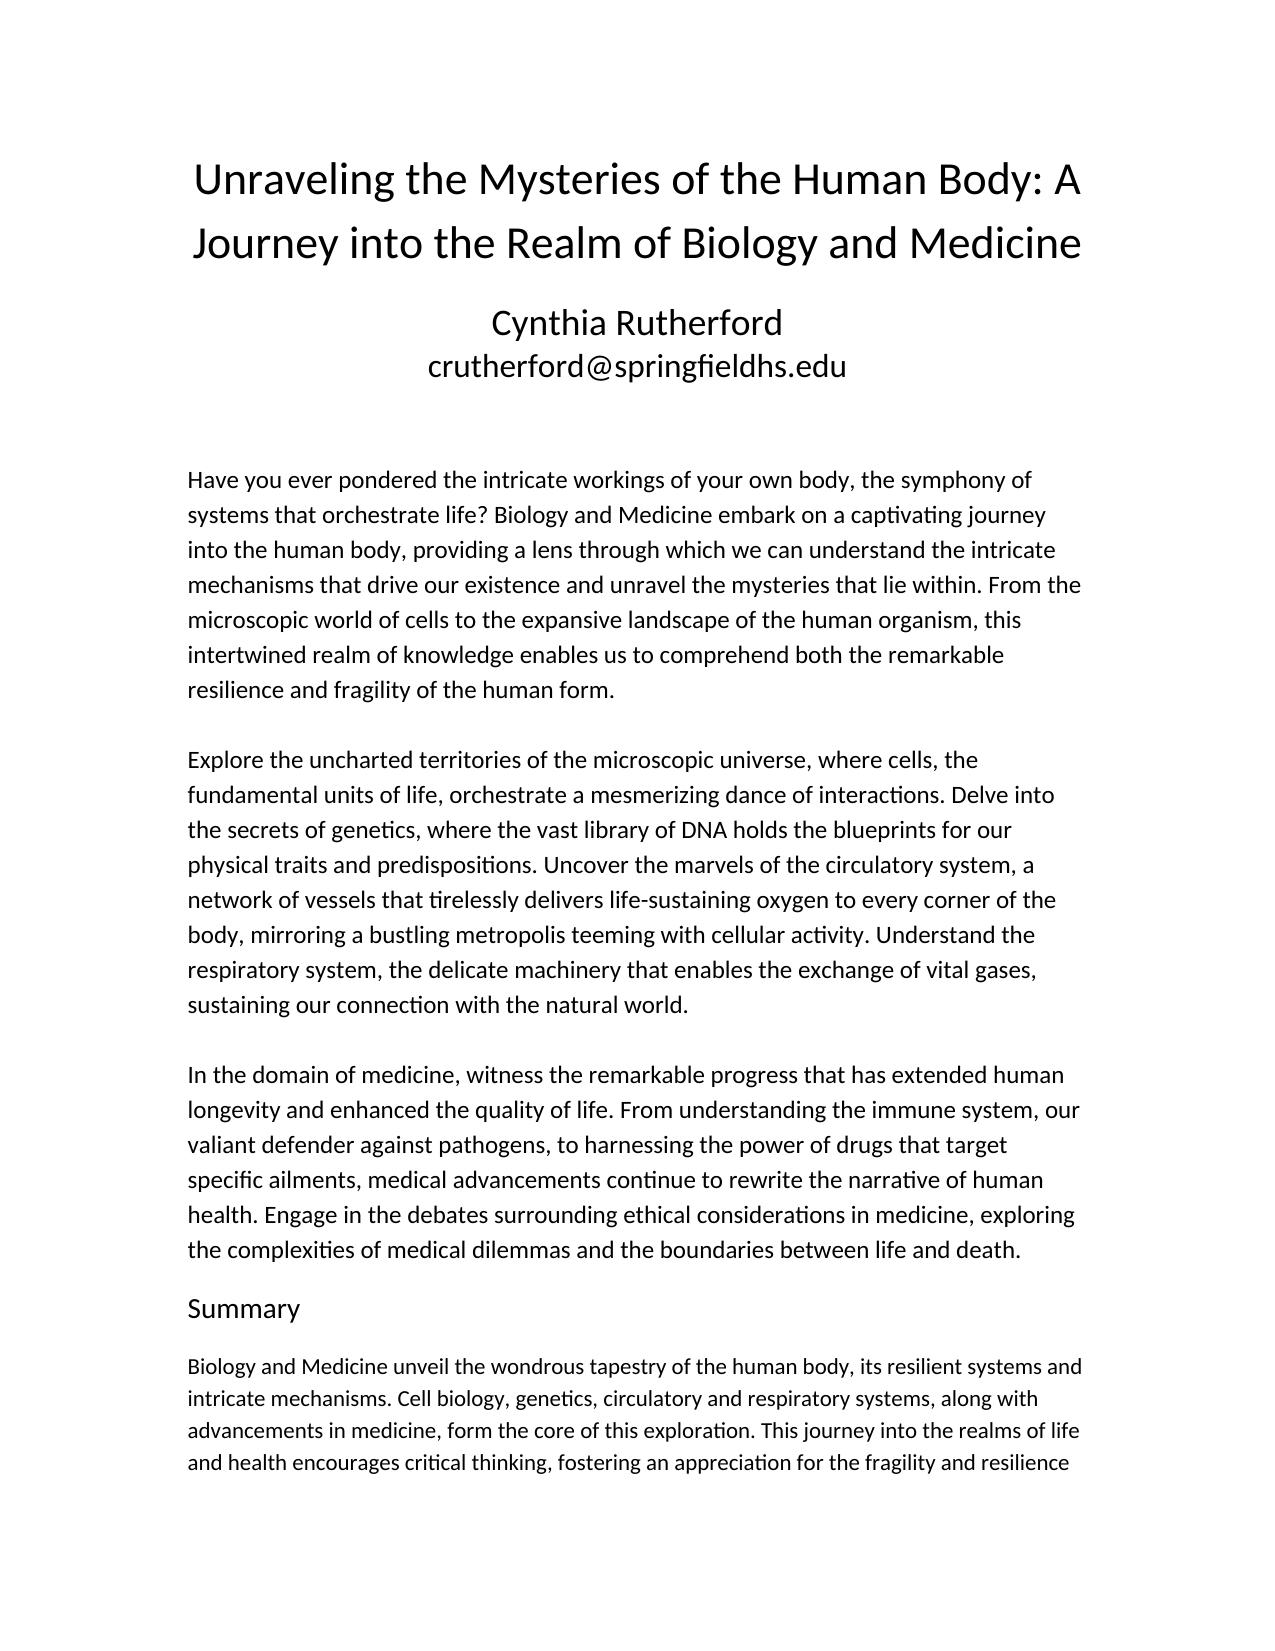 Unraveling the Mysteries of the Human Body: A
Journey into the Realm of Biology and Medicine
Cynthia Rutherford
crutherford@springfieldhs.edu
Have you ever pondered the intricate workings of your own body, the symphony of
systems that orchestrate life? Biology and Medicine embark on a captivating journey
into the human body, providing a lens through which we can understand the intricate
mechanisms that drive our existence and unravel the mysteries that lie within. From the
microscopic world of cells to the expansive landscape of the human organism, this
intertwined realm of knowledge enables us to comprehend both the remarkable
resilience and fragility of the human form.
Explore the uncharted territories of the microscopic universe, where cells, the
fundamental units of life, orchestrate a mesmerizing dance of interactions. Delve into
the secrets of genetics, where the vast library of DNA holds the blueprints for our
physical traits and predispositions. Uncover the marvels of the circulatory system, a
network of vessels that tirelessly delivers life-sustaining oxygen to every corner of the
body, mirroring a bustling metropolis teeming with cellular activity. Understand the
respiratory system, the delicate machinery that enables the exchange of vital gases,
sustaining our connection with the natural world.
In the domain of medicine, witness the remarkable progress that has extended human
longevity and enhanced the quality of life. From understanding the immune system, our
valiant defender against pathogens, to harnessing the power of drugs that target
specific ailments, medical advancements continue to rewrite the narrative of human
health. Engage in the debates surrounding ethical considerations in medicine, exploring
the complexities of medical dilemmas and the boundaries between life and death.
Summary
Biology and Medicine unveil the wondrous tapestry of the human body, its resilient systems and
intricate mechanisms. Cell biology, genetics, circulatory and respiratory systems, along with
advancements in medicine, form the core of this exploration. This journey into the realms of life
and health encourages critical thinking, fostering an appreciation for the fragility and resilience